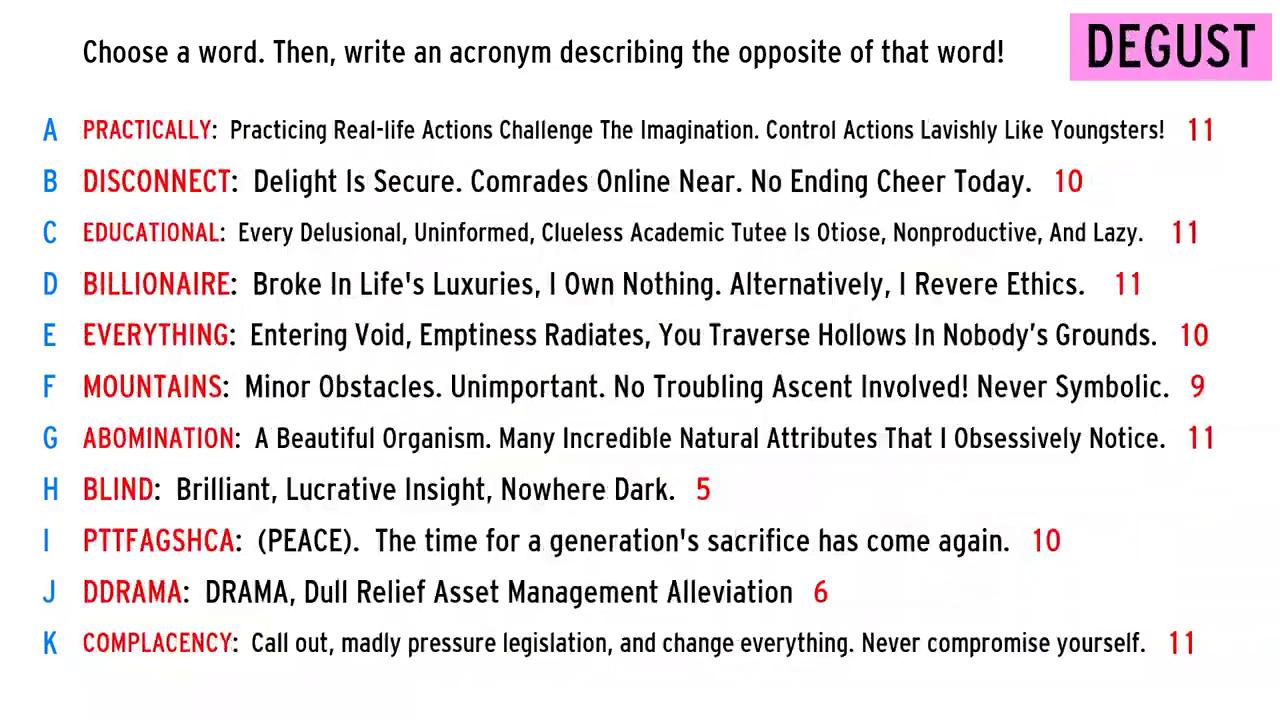 Choose a word. Then, write an acronym describing the opposite of that word!
DEGUST
A PRACTICALLY: Practicing Real-life Actions Challenge The Imagination. Control Actions Lavishly Like Youngsters! 11
B DISCONNECT: Delight Is Secure. Comrades Online Near. No Ending Cheer Today. 10
C EDUCATIONAL: Every Delusional, Uninformed, Clueless Academic Tutee Is Otiose, Nonproductive, And Lazy. 11
D BILLIONAIRE: Broke In Life's Luxuries, I Own Nothing. Alternatively, I Revere Ethics. 11
E EVERYTHING: Entering Void, Emptiness Radiates, You Traverse Hollows In Nobody’s Grounds. 10
F MOUNTAINS: Minor Obstacles. Unimportant. No Troubling Ascent Involved! Never Symbolic. 9
G ABOMINATION: A Beautiful Organism. Many Incredible Natural Attributes That I Obsessively Notice. 11
H BLIND: Brilliant, Lucrative Insight, Nowhere Dark. 5
I PTTFAGSHCA: (PEACE). The time for a generation's sacrifice has come again. 10
J DDRAMA: DRAMA, Dull Relief Asset Management Alleviation 6
K COMPLACENCY: Call out, madly pressure legislation, and change everything. Never compromise yourself. 11